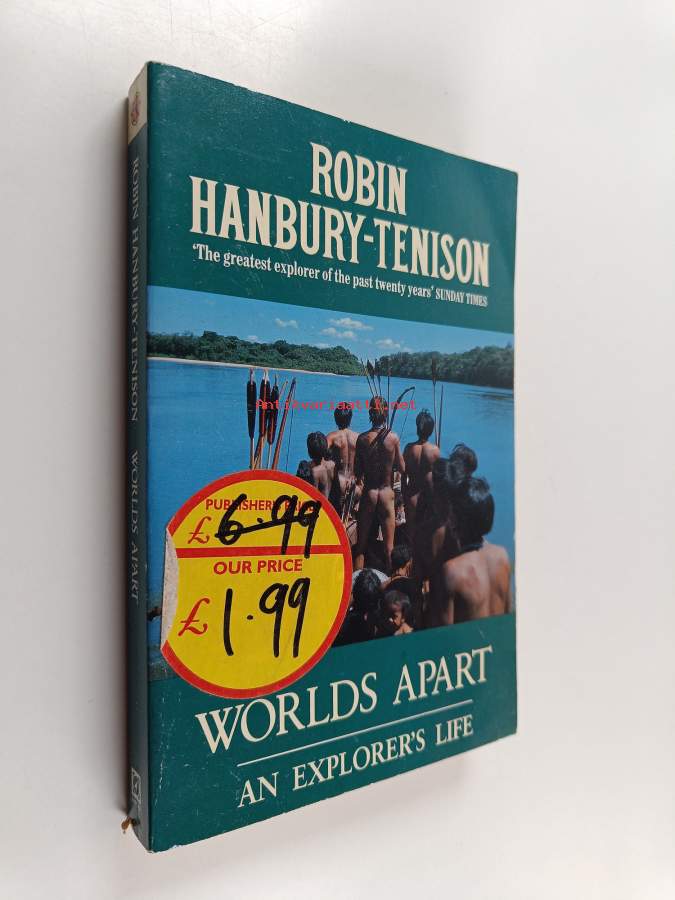 ROBIN
HANBURY-TENISON
'The greatest explorer of the past twenty years' SUNDAY TIMES
Antikvariaatti.net
PUBLISHER'S PRICE
£ 6.99
OUR PRICE
£ 1.99
WORLDS APART
AN EXPLORER'S LIFE
ROBIN HANBURY-TENISON WORLDS APART